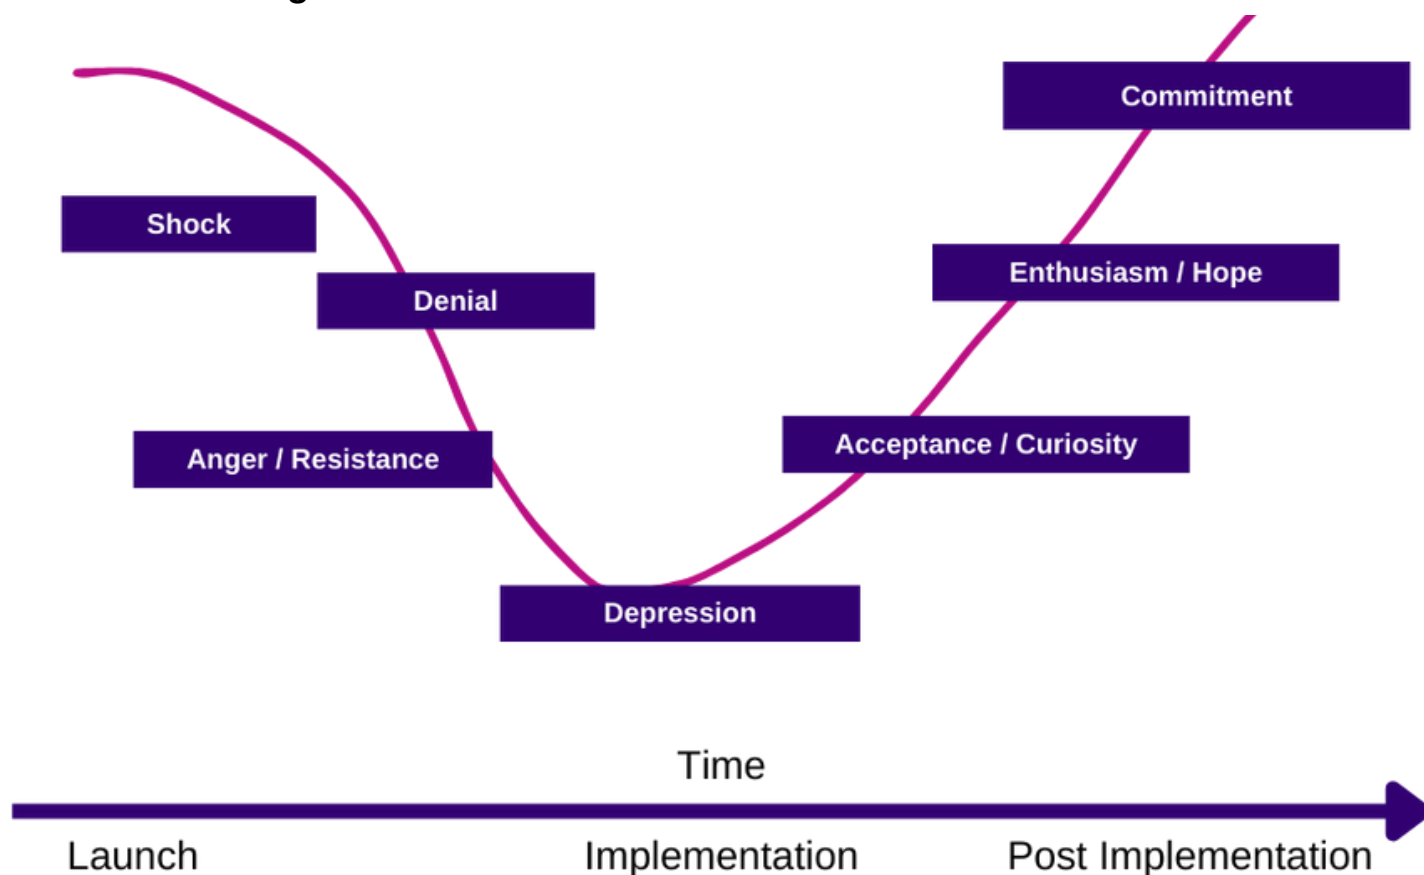 Shock
Denial
Anger / Resistance
Depression
Acceptance / Curiosity
Enthusiasm / Hope
Commitment
Time
Launch
Implementation
Post Implementation